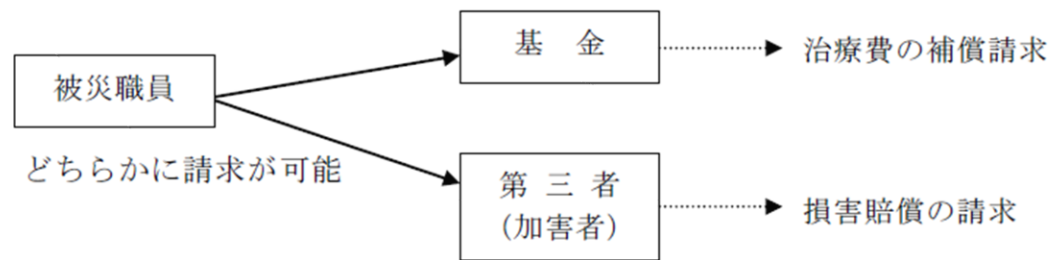 被災職員
どちらかに請求が可能
基　金
治療費の補償請求
第 三 者
（加害者）
損害賠償の請求